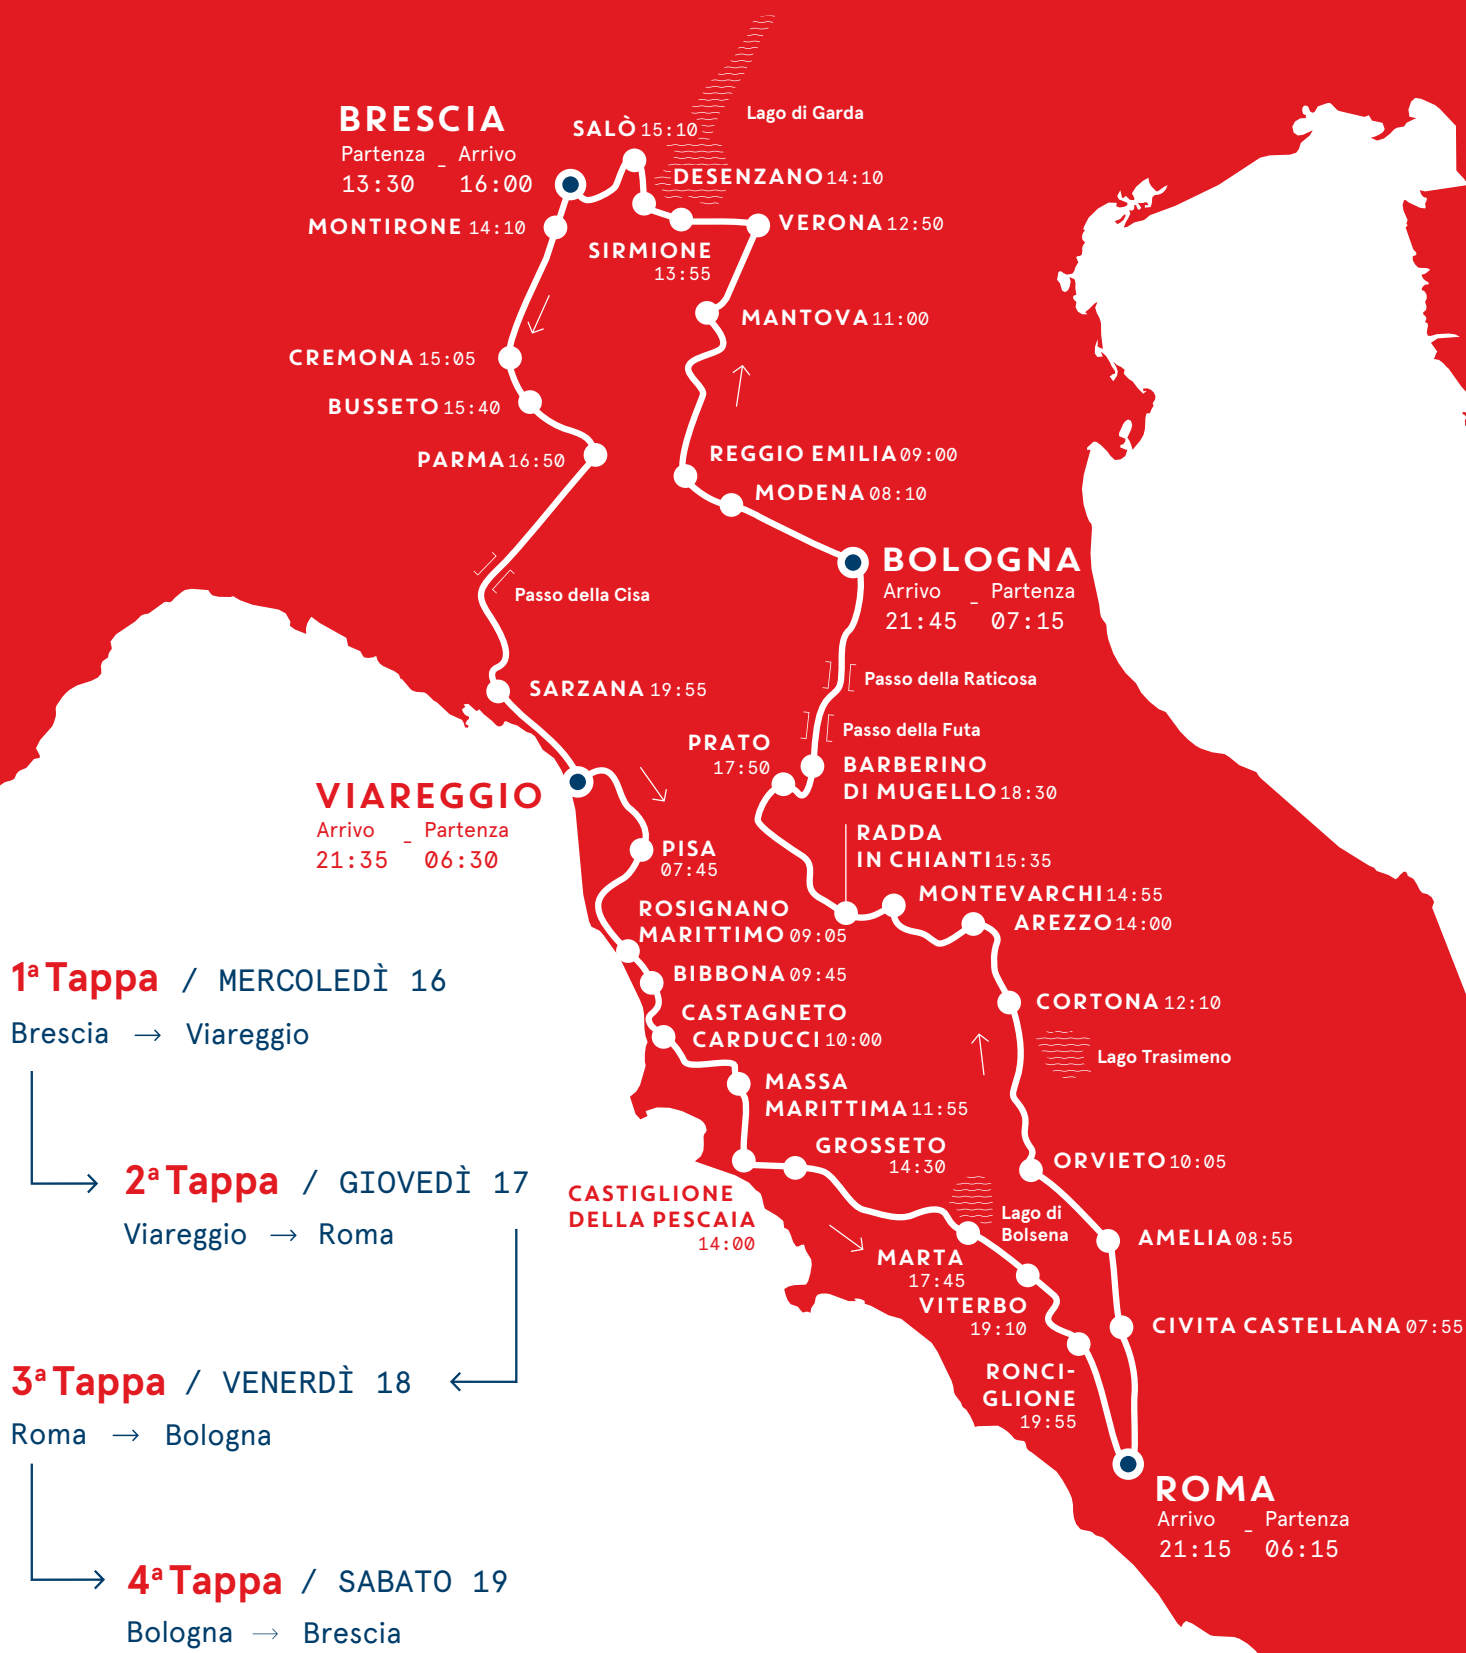 Lago di Garda
BRESCIA
Partenza - Arrivo
13:30 16:00
SALÒ 15:10
DESENZANO 14:10
MONTIRONE 14:10
VERONA 12:50
SIRMIONE
13:55
MANTOVA 11:00
CREMONA 15:05
BUSSETO 15:40
PARMA 16:50
REGGIO EMILIA 09:00
MODENA 08:10
BOLOGNA
Arrivo - Partenza
21:45 07:15
Passo della Cisa
SARZANA 19:55
Passo della Raticosa
Passo della Futa
PRATO
17:50
BARBERINO
DI MUGELLO 18:30
VIAREGGIO
Arrivo - Partenza
21:35 06:30
RADDA
IN CHIANTI 15:35
PISA
07:45
MONTEVARCHI 14:55
AREZZO 14:00
ROSIGNANO
MARITTIMO 09:05
BIBBONA 09:45
CORTONA 12:10
CASTAGNETO
CARDUCCI 10:00
Lago Trasimeno
MASSA
MARITTIMA 11:55
GROSSETO
14:30
ORVIETO 10:05
CASTIGLIONE
DELLA PESCAIA
14:00
Lago di
Bolsena
AMELIA 08:55
MARTA
17:45
VITERBO
19:10
CIVITA CASTELLANA 07:55
RONCI-
GLIONE
19:55
ROMA
Arrivo - Partenza
21:15 06:15
1ª Tappa / MERCOLEDÌ 16
Brescia → Viareggio
2ª Tappa / GIOVEDÌ 17
Viareggio → Roma
3ª Tappa / VENERDÌ 18
Roma → Bologna
4ª Tappa / SABATO 19
Bologna → Brescia